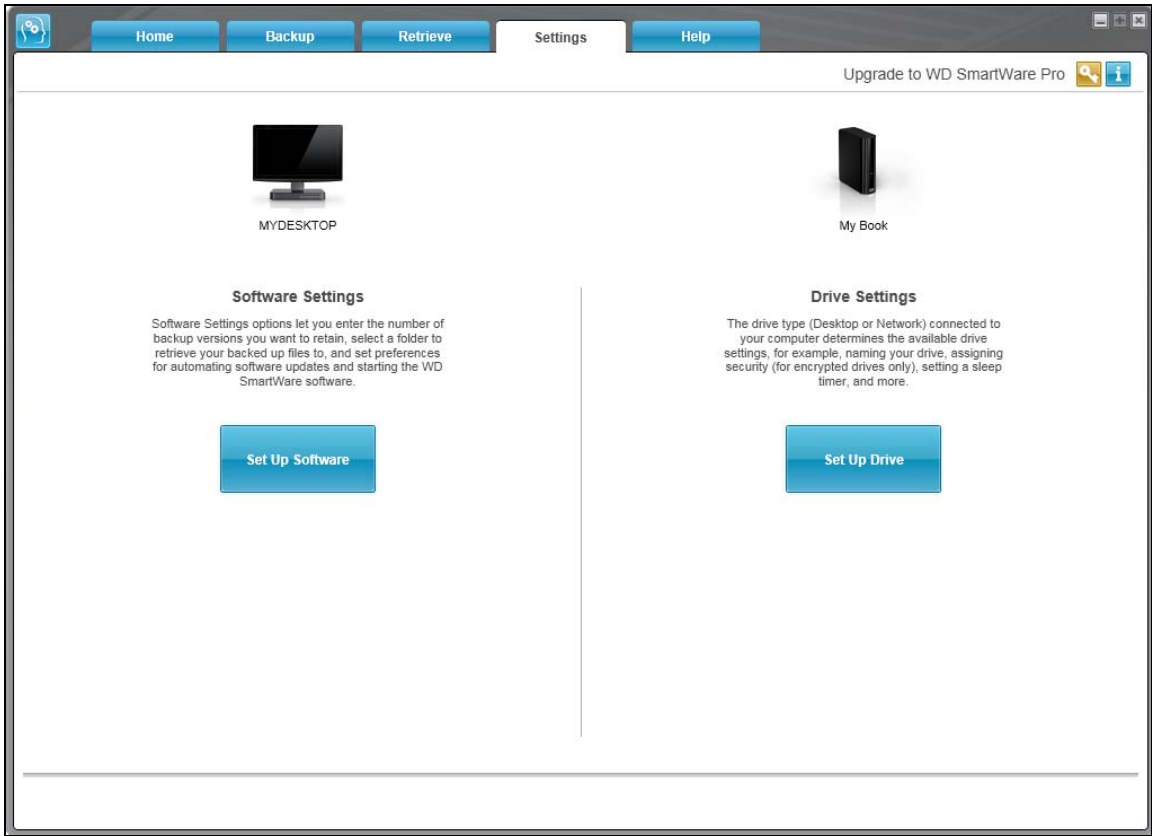 Home
Backup
Retrieve
Settings
Help
Upgrade to WD SmartWare Pro
MYDESKTOP
My Book
Software Settings
Software Settings options let you enter the number of
backup versions you want to retain, select a folder to
retrieve your backed up files to, and set preferences
for automating software updates and starting the WD
SmartWare software.
Set Up Software
Drive Settings
The drive type (Desktop or Network) connected to
your computer determines the available drive
settings, for example, naming your drive, assigning
security (for encrypted drives only), setting a sleep
timer, and more.
Set Up Drive